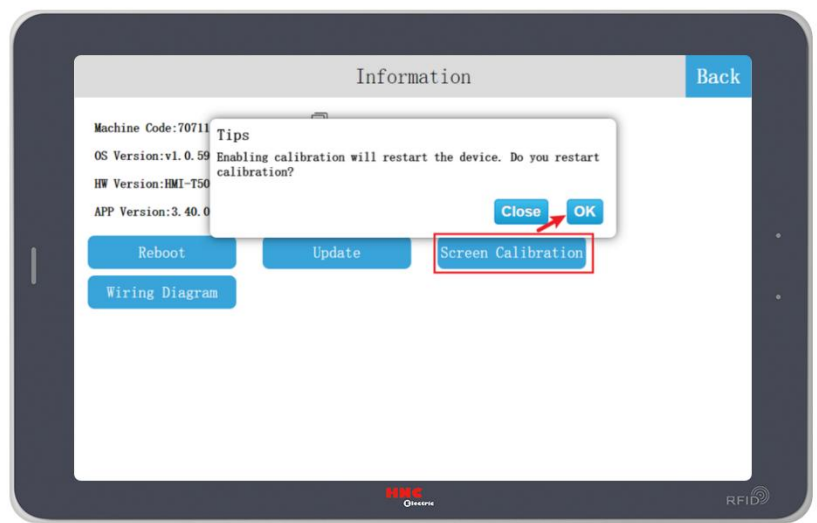 Information
Back
Machine Code:70711
OS Version:v1.0.59
HW Version:HMI-T50
APP Version:3.40.0
Tips
Enabling calibration will restart the device. Do you restart
calibration?
Close
OK
Reboot
Update
Screen Calibration
Wiring Diagram
HNC
Electric
RFID